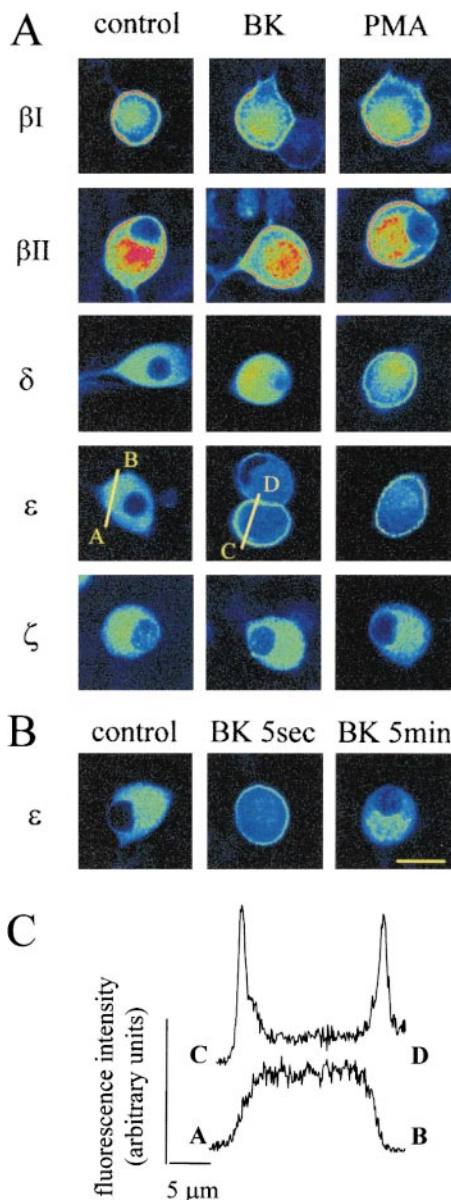 A
control BK PMA
βI
βII
δ
ε
B
A
D
C
ζ
B
control BK 5sec BK 5min
ε
C
fluorescence intensity
(arbitrary units)
C D
A B
5 μm